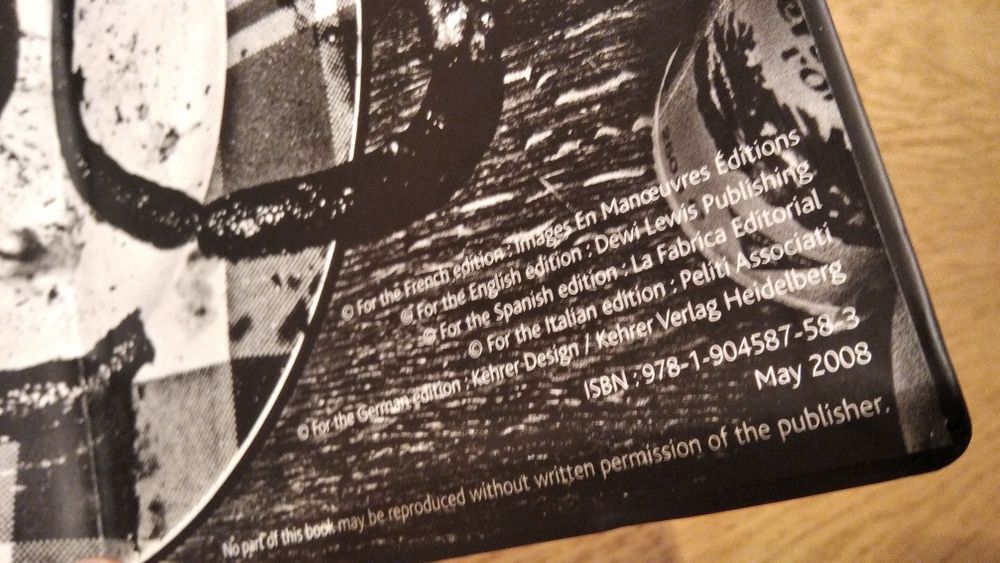 © For the French edition : Images En Manœuvres Éditions
© For the English edition : Dewi Lewis Publishing
© For the Spanish edition : La Fabrica Editorial
© For the Italian edition : Peliti Associati
© For the German edition : Kehrer Design / Kehrer Verlag Heidelberg
ISBN : 978-1-904587-58-3
May 2008
No part of this book may be reproduced without written permission of the publisher.